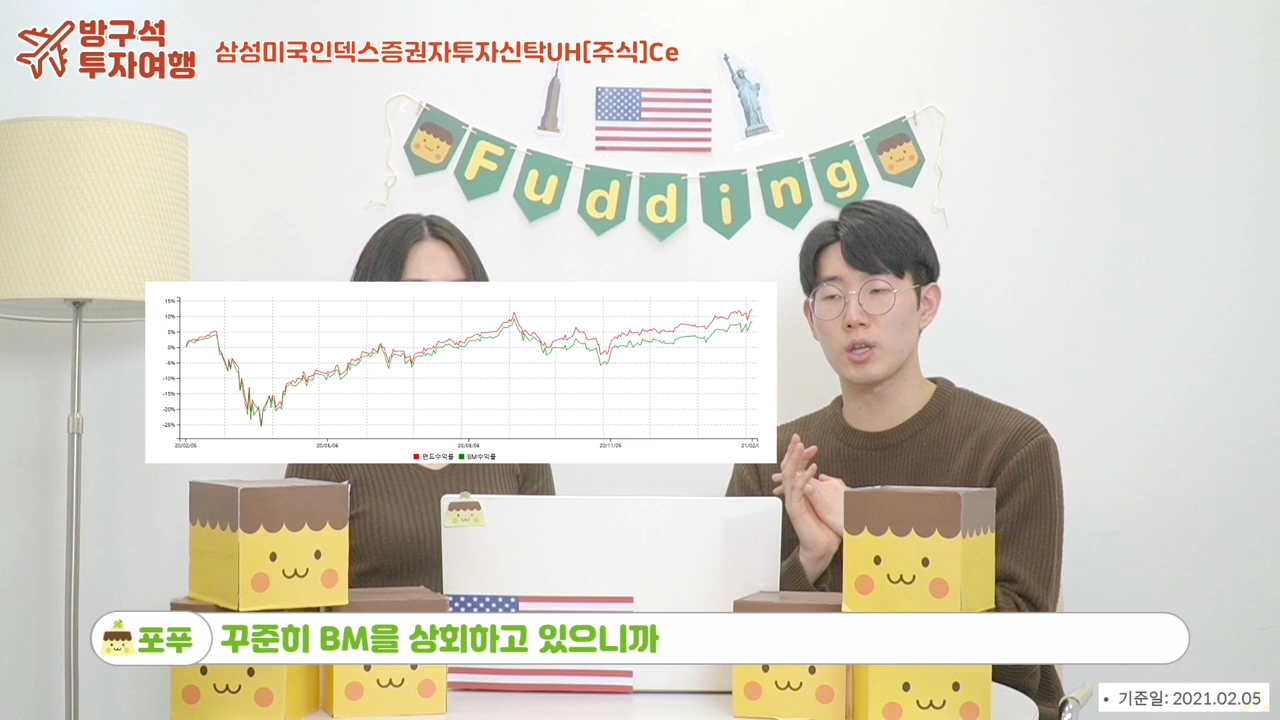 방구석
투자여행
삼성미국인덱스증권자투자신탁UH[주식]Ce
Fudding
15%
10%
5%
0%
-5%
-10%
-15%
-20%
-25%
20/02/05
20/05/06
20/08/06
20/11/05
21/02/
펀드수익률 BM수익률
포푸 꾸준히 BM을 상회하고 있으니까
• 기준일: 2021.02.05